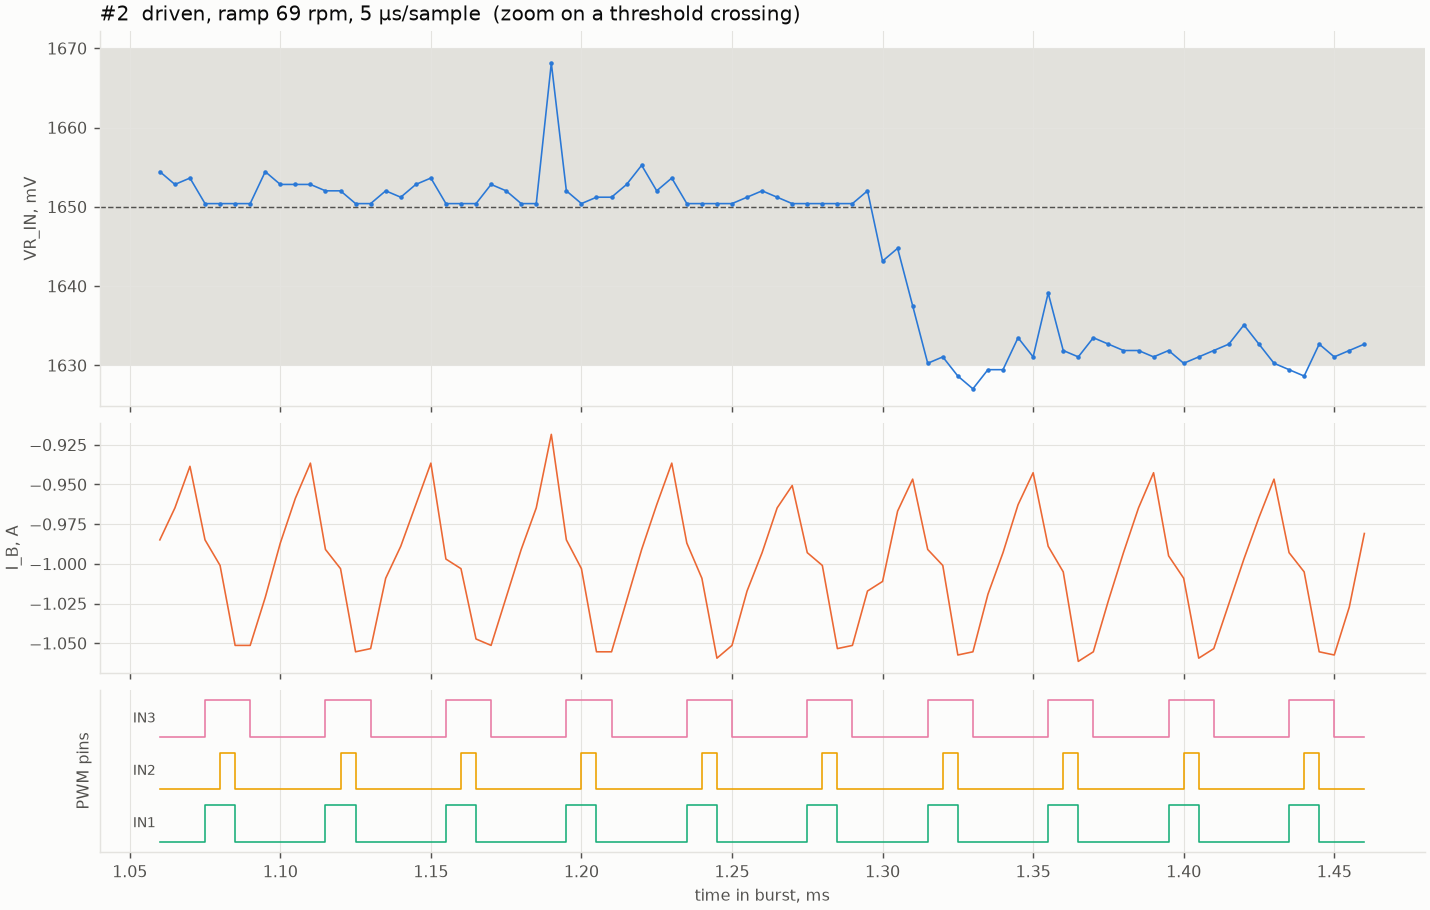 #2  driven, ramp 69 rpm, 5 µs/sample  (zoom on a threshold crossing)
VR_IN, mV
1670
1660
1650
1640
1630
I_B, A
−0.925
−0.950
−0.975
−1.000
−1.025
−1.050
PWM pins
IN3
IN2
IN1
1.05 1.10 1.15 1.20 1.25 1.30 1.35 1.40 1.45
time in burst, ms